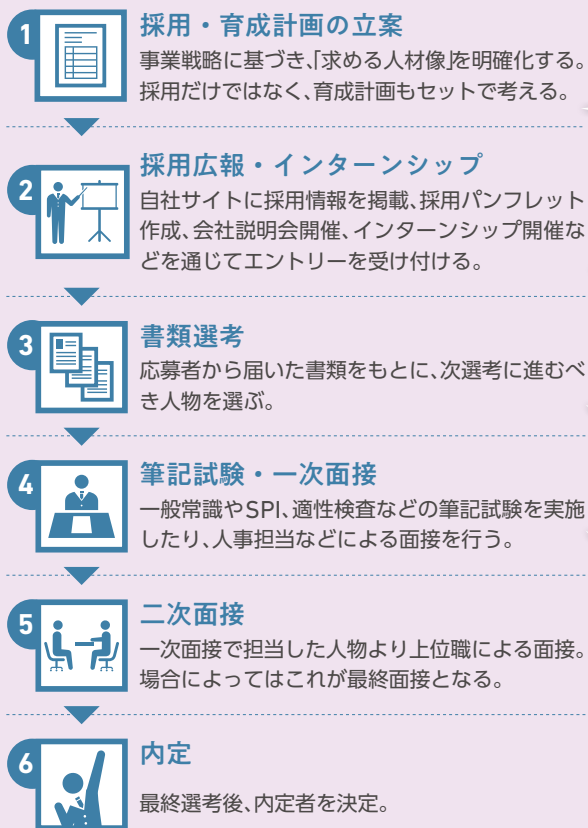 1
採用・育成計画の立案
事業戦略に基づき、「求める人材像」を明確化する。
採用だけではなく、育成計画もセットで考える。
2
採用広報・インターンシップ
自社サイトに採用情報を掲載、採用パンフレット
作成、会社説明会開催、インターンシップ開催な
どを通じてエントリーを受け付ける。
3
書類選考
応募者から届いた書類をもとに、次選考に進むべ
き人物を選ぶ。
4
筆記試験・一次面接
一般常識やSPI、適性検査などの筆記試験を実施
したり、人事担当などによる面接を行う。
5
二次面接
一次面接で担当した人物より上位職による面接。
場合によってはこれが最終面接となる。
6
内定
最終選考後、内定者を決定。